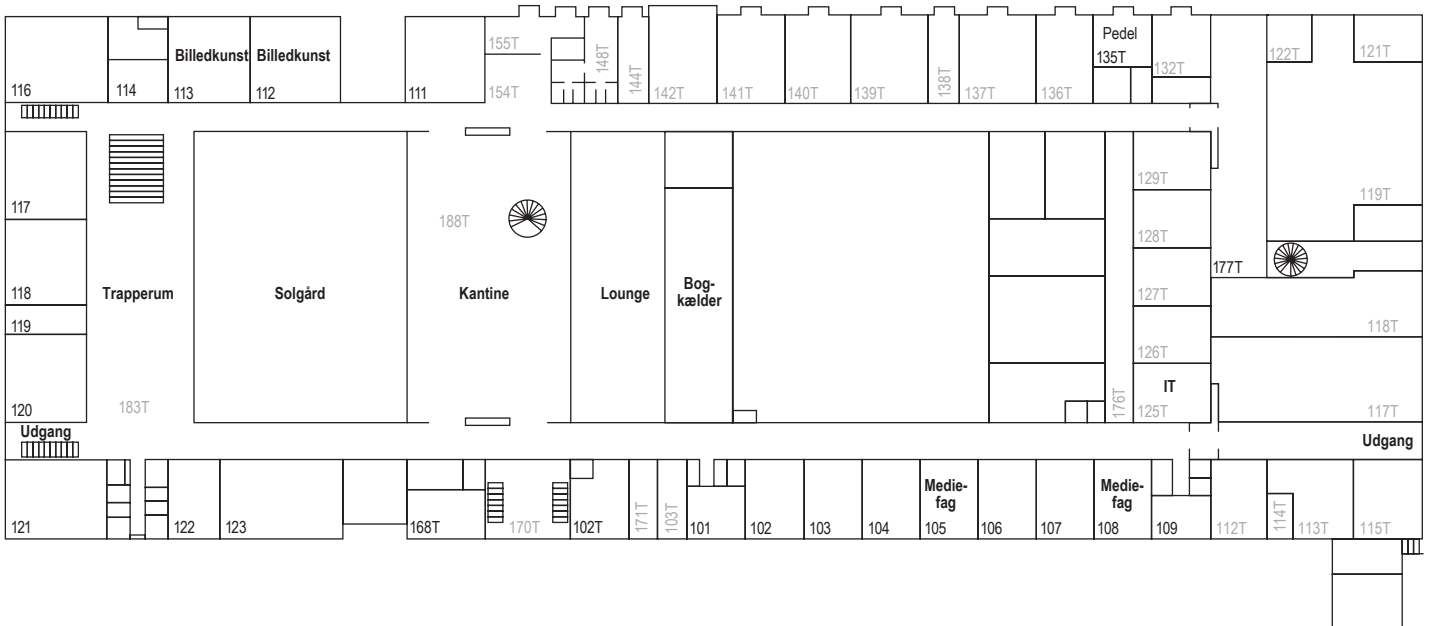 155T
148T
144T
Billedkunst Billedkunst
Pedel
135T
132T
122T
121T
116
114
113
112
111
154T
142T
141T
140T
139T
138T
137T
136T
117
129T
119T
188T
128T
177T
118
Trapperum
Solgård
Kantine
Lounge
Bog-
kælder
127T
119
118T
126T
120
183T
IT
125T
176T
117T
Udgang
Udgang
121
122
123
168T
170T
102T
171T
103T
101
102
103
104
Medie-
fag
105
106
107
Medie-
fag
108
109
112T
114T
113T
115T